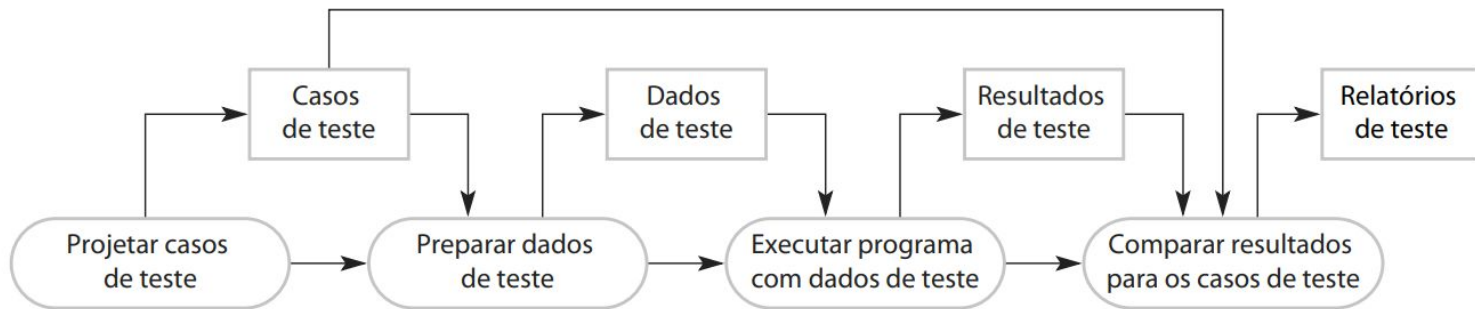 Casos
de teste
Dados
de teste
Resultados
de teste
Relatórios
de teste
Projetar casos
de teste
Preparar dados
de teste
Executar programa
com dados de teste
Comparar resultados
para os casos de teste